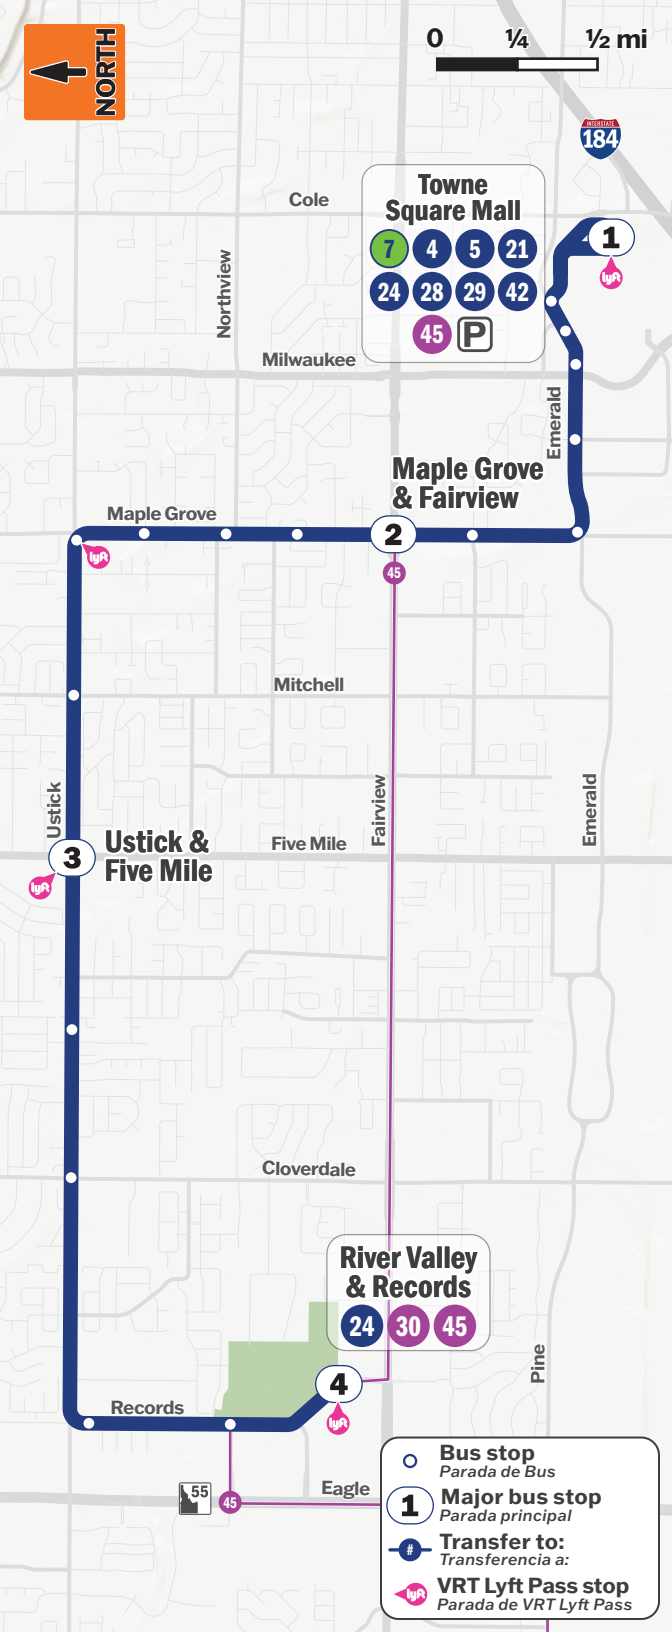 NORTH
0 ¼ ½ mi
INTERSTATE
184
Cole
Towne
Square Mall
7 4 5 21
24 28 29 42
45 P
1
lyft
Northview
Milwaukee
Emerald
Maple Grove
& Fairview
Maple Grove
2
lyft
45
Mitchell
Ustick
Fairview
Emerald
3
Ustick &
Five Mile
Five Mile
lyft
Cloverdale
River Valley
& Records
24 30 45
Pine
4
Records
lyft
55
45
Eagle
Bus stop
Parada de Bus
1
Major bus stop
Parada principal
#
Transfer to:
Transferencia a:
lyft
VRT Lyft Pass stop
Parada de VRT Lyft Pass